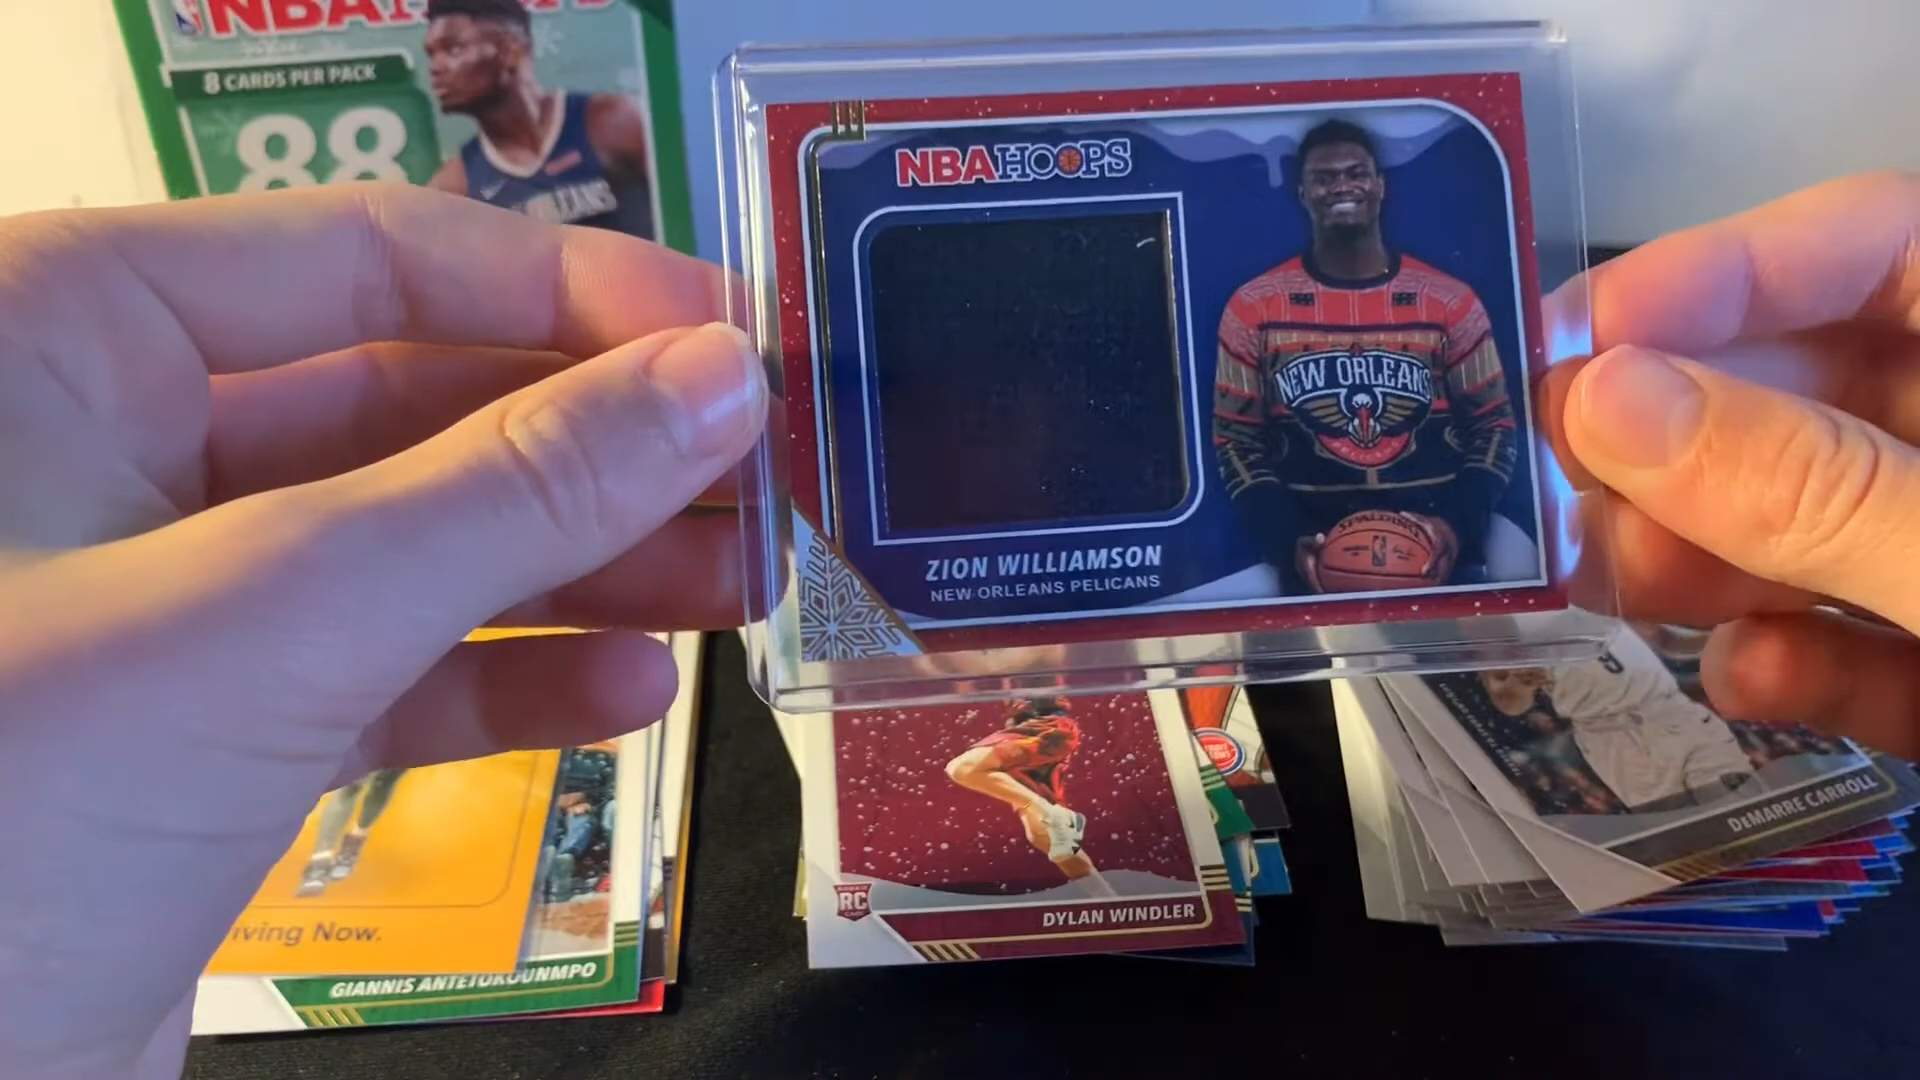 NBA HOOPS
8 CARDS PER PACK
88
NBA HOOPS
NEW ORLEANS
PELICANS
SPALDING
ZION WILLIAMSON
NEW ORLEANS PELICANS
DeMARRE CARROLL
RC
DYLAN WINDLER
iving Now.
GIANNIS ANTETOKOUNMPO